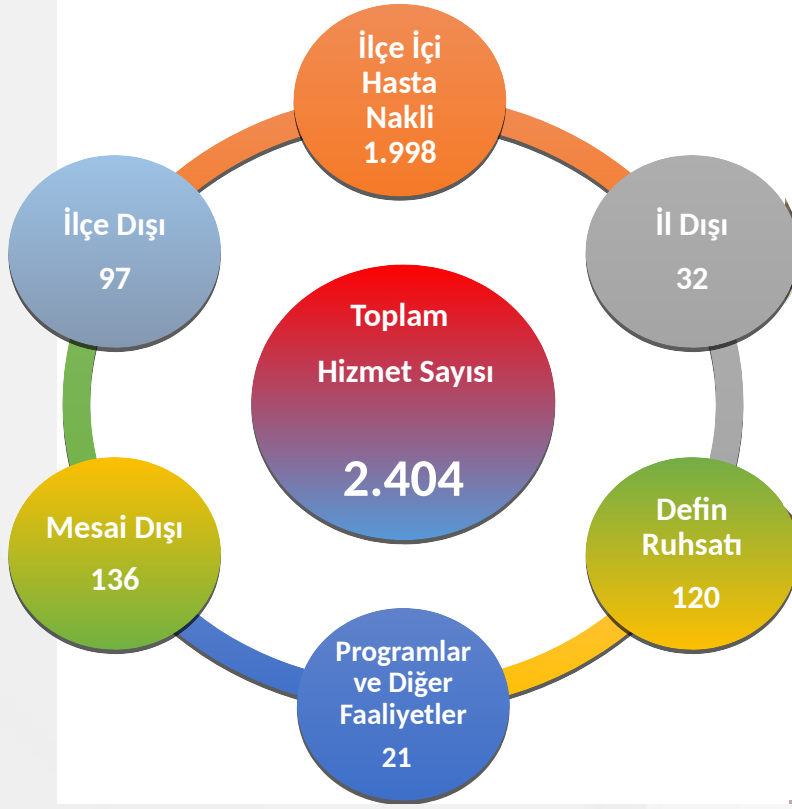 İlçe İçi
Hasta
Nakli
1.998
İl Dışı
32
Defin
Ruhsatı
120
Programlar
ve Diğer
Faaliyetler
21
Mesai Dışı
136
İlçe Dışı
97
Toplam
Hizmet Sayısı
2.404